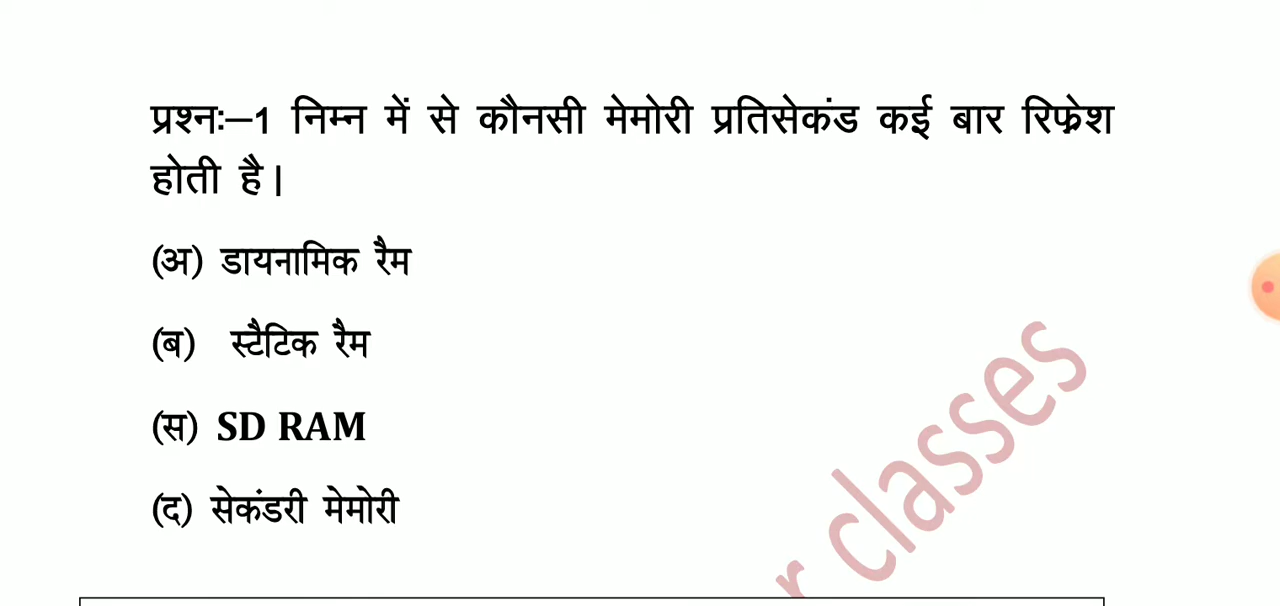 प्रश्नः–1 निम्न में से कौनसी मेमोरी प्रतिसेकंड कई बार रिफ्रेश
होती है।
(अ) डायनामिक रैम
(ब) स्टैटिक रैम
(स) SD RAM
(द) सेकंडरी मेमोरी
r classes